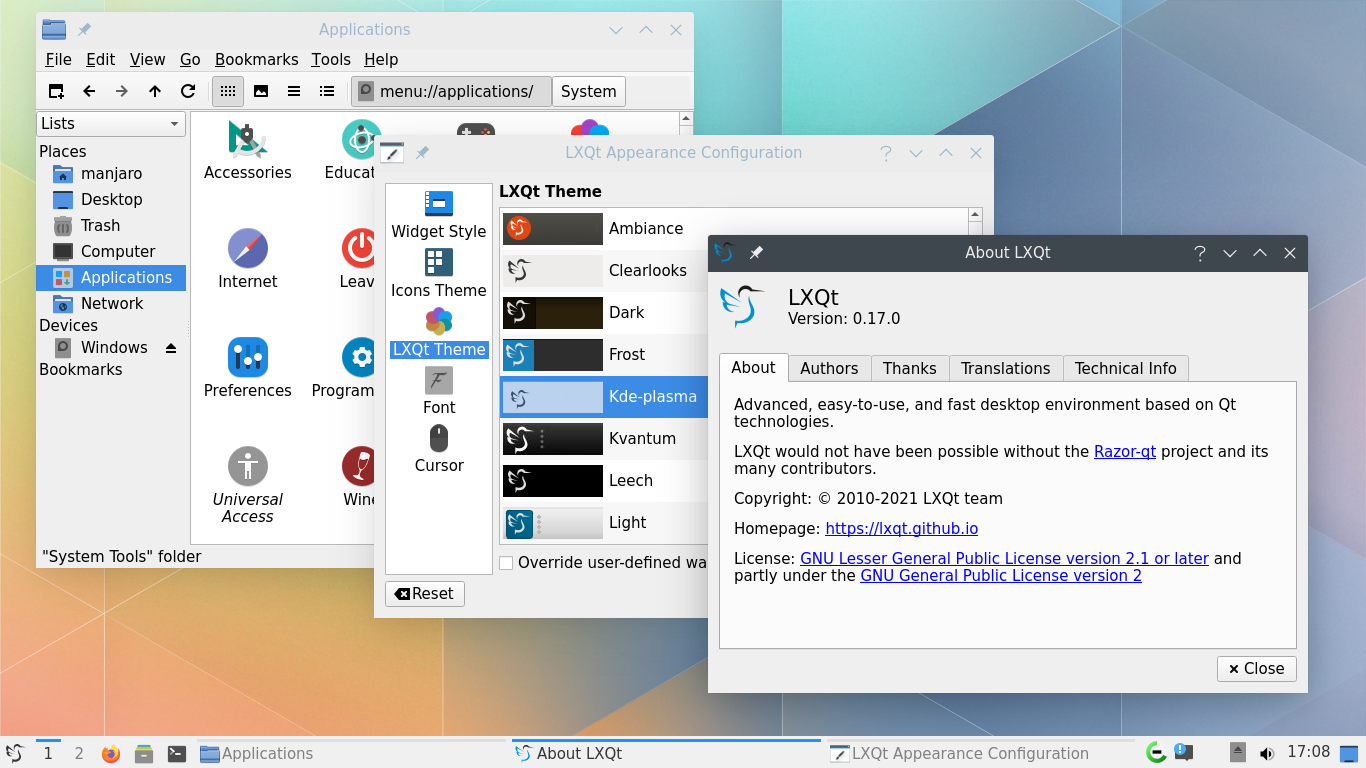 Applications
File Edit View Go Bookmarks Tools Help
menu://applications/ System
Lists
Places
manjaro
Desktop
Trash
Computer
Applications
Network
Devices
Windows
Bookmarks
Accessories
Internet
Leav
Preferences
Universal
Access
Wine
"System Tools" folder
LXQt Appearance Configuration
Widget Style
Icons Theme
LXQt Theme
Font
Cursor
Reset
LXQt Theme
Ambiance
Clearlooks
Dark
Frost
Kde-plasma
Kvantum
Leech
Light
Override user-defined wa
About LXQt
LXQt
Version: 0.17.0
About Authors Thanks Translations Technical Info
Advanced, easy-to-use, and fast desktop environment based on Qt
technologies.
LXQt would not have been possible without the Razor-qt project and its
many contributors.
Copyright: © 2010-2021 LXQt team
Homepage: https://lxqt.github.io
License: GNU Lesser General Public License version 2.1 or later and
partly under the GNU General Public License version 2
Close
1 2 Applications About LXQt LXQt Appearance Configuration 17:08